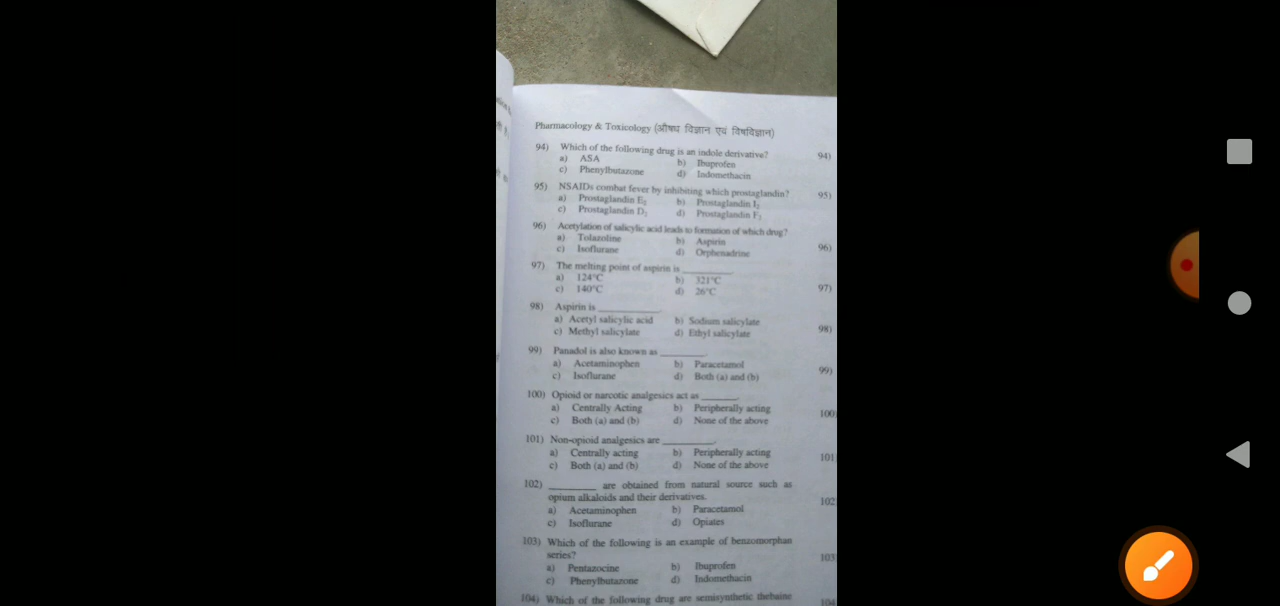 Pharmacology & Toxicology (औषध विज्ञान एवं विषविज्ञान)
94) Which of the following drug is an indole derivative? 94)
a) ASA b) Ibuprofen
c) Phenylbutazone d) Indomethacin
95) NSAIDs combat fever by inhibiting which prostaglandin? 95)
a) Prostaglandin E₂ b) Prostaglandin I₂
c) Prostaglandin D₂ d) Prostaglandin F₂
96) Acetylation of salicylic acid leads to formation of which drug?
a) Tolazoline b) Aspirin 96)
c) Isoflurane d) Orphenadrine
97) The melting point of aspirin is ________.
a) 124°C b) 321°C
c) 140°C d) 26°C 97)
98) Aspirin is __________.
a) Acetyl salicylic acid b) Sodium salicylate
c) Methyl salicylate d) Ethyl salicylate 98)
99) Panadol is also known as ________.
a) Acetaminophen b) Paracetamol
c) Isoflurane d) Both (a) and (b) 99)
100) Opioid or narcotic analgesics act as ______.
a) Centrally Acting b) Peripherally acting
c) Both (a) and (b) d) None of the above 100
101) Non-opioid analgesics are ________.
a) Centrally acting b) Peripherally acting
c) Both (a) and (b) d) None of the above 101
102) ________ are obtained from natural source such as
opium alkaloids and their derivatives. 102
a) Acetaminophen b) Paracetamol
c) Isoflurane d) Opiates
103) Which of the following is an example of benzomorphan
series? 103
a) Pentazocine b) Ibuprofen
c) Phenylbutazone d) Indomethacin
104) Which of the following drug are semisynthetic thebaine 104